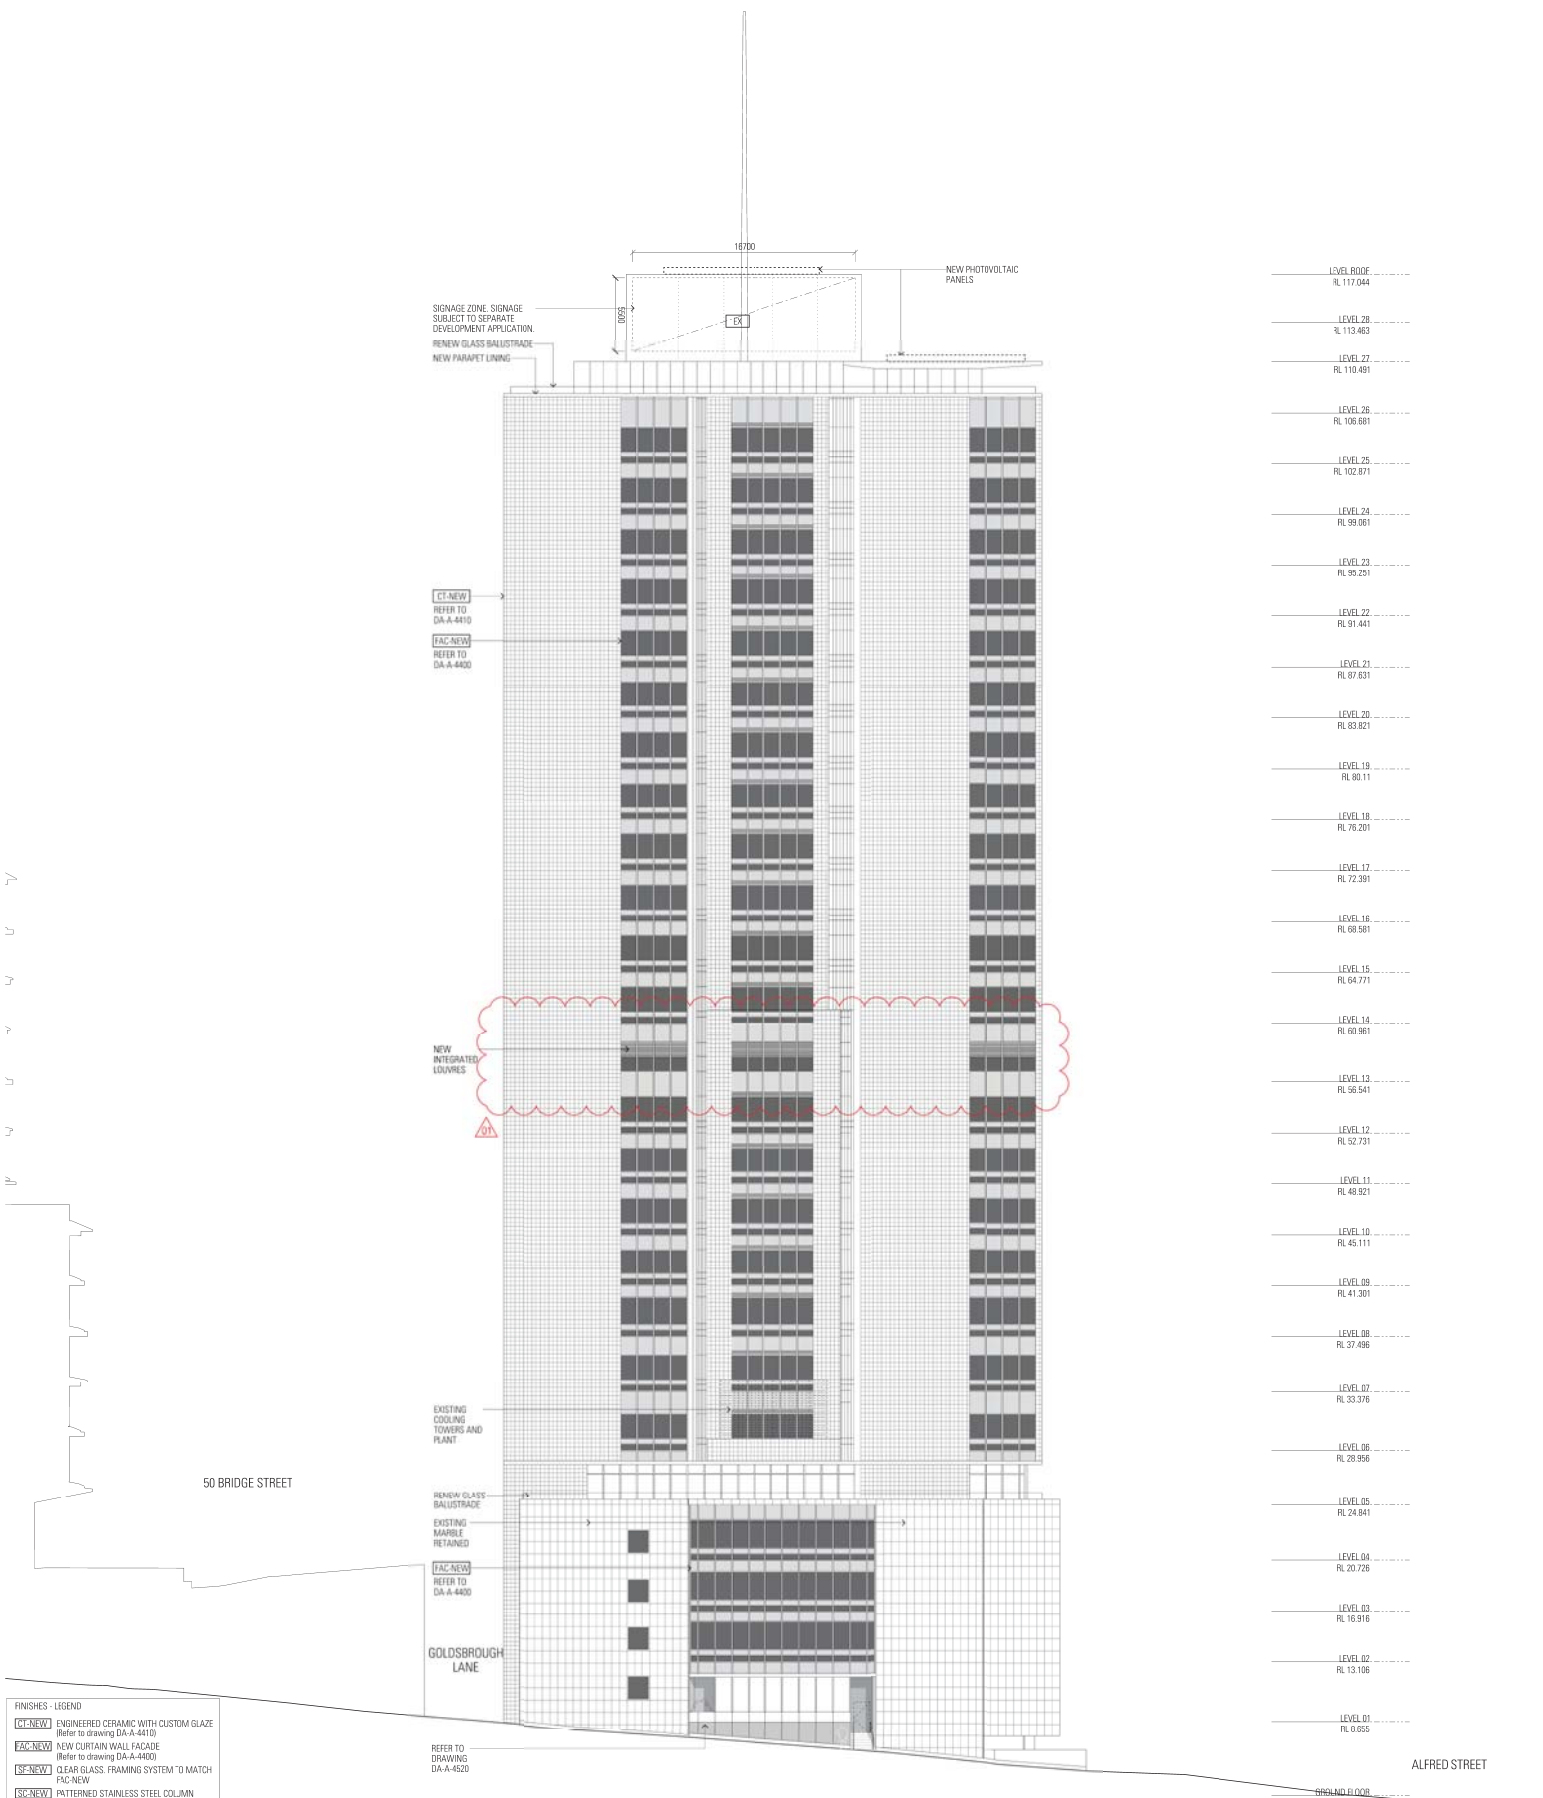 16700
NEW PHOTOVOLTAIC
PANELS
LEVEL ROOF
RL 117.044
SIGNAGE ZONE. SIGNAGE
SUBJECT TO SEPARATE
DEVELOPMENT APPLICATION.
5500
EX
LEVEL 28
RL 113.463
RENEW GLASS BALUSTRADE
NEW PARAPET LINING
LEVEL 27
RL 110.491
LEVEL 26
RL 106.681
LEVEL 25
RL 102.871
LEVEL 24
RL 99.061
LEVEL 23
RL 95.251
CT-NEW
REFER TO
DA-A-4410
LEVEL 22
RL 91.441
FAC-NEW
REFER TO
DA-A-4400
LEVEL 21
RL 87.631
LEVEL 20
RL 83.821
LEVEL 19
RL 80.11
LEVEL 18
RL 76.201
LEVEL 17
RL 72.391
LEVEL 16
RL 68.581
LEVEL 15
RL 64.771
LEVEL 14
RL 60.961
NEW
INTEGRATED
LOUVRES
LEVEL 13
RL 56.541
01
LEVEL 12
RL 52.731
LEVEL 11
RL 48.921
LEVEL 10
RL 45.111
LEVEL 09
RL 41.301
LEVEL 08
RL 37.496
LEVEL 07
RL 33.376
EXISTING
COOLING
TOWERS AND
PLANT
LEVEL 06
RL 28.956
50 BRIDGE STREET
RENEW GLASS
BALUSTRADE
LEVEL 05
RL 24.841
EXISTING
MARBLE
RETAINED
LEVEL 04
RL 20.726
FAC-NEW
REFER TO
DA-A-4400
LEVEL 03
RL 16.916
GOLDSBROUGH
LANE
LEVEL 02
RL 13.106
FINISHES - LEGEND
CT-NEW ENGINEERED CERAMIC WITH CUSTOM GLAZE
(Refer to drawing DA-A-4410)
FAC-NEW NEW CURTAIN WALL FACADE
(Refer to drawing DA-A-4400)
SF-NEW CLEAR GLASS. FRAMING SYSTEM TO MATCH
FAC-NEW
SC-NEW PATTERNED STAINLESS STEEL COLUMN
LEVEL 01
RL
REFER TO
DRAWING
DA-A-4520
ALFRED STREET
GROUND FLOOR